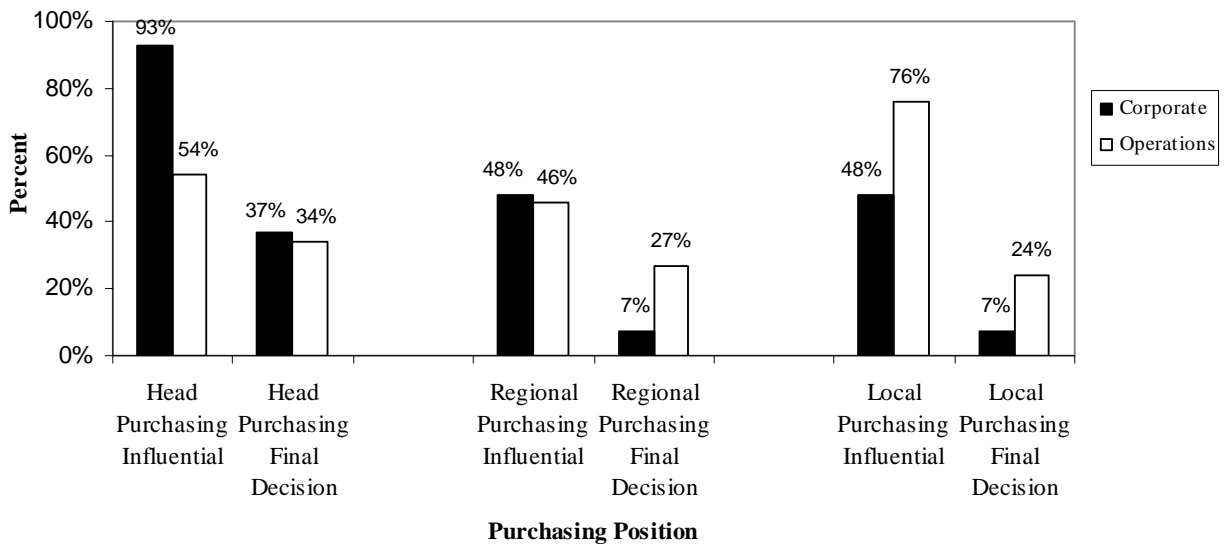 100%
80%
60%
40%
20%
0%
Percent
93%
54%
37%
34%
48%
46%
7%
27%
48%
76%
7%
24%
Corporate
Operations
Head
Purchasing
Influential
Head
Purchasing
Final
Decision
Regional
Purchasing
Influential
Regional
Purchasing
Final
Decision
Local
Purchasing
Influential
Local
Purchasing
Final
Decision
Purchasing Position